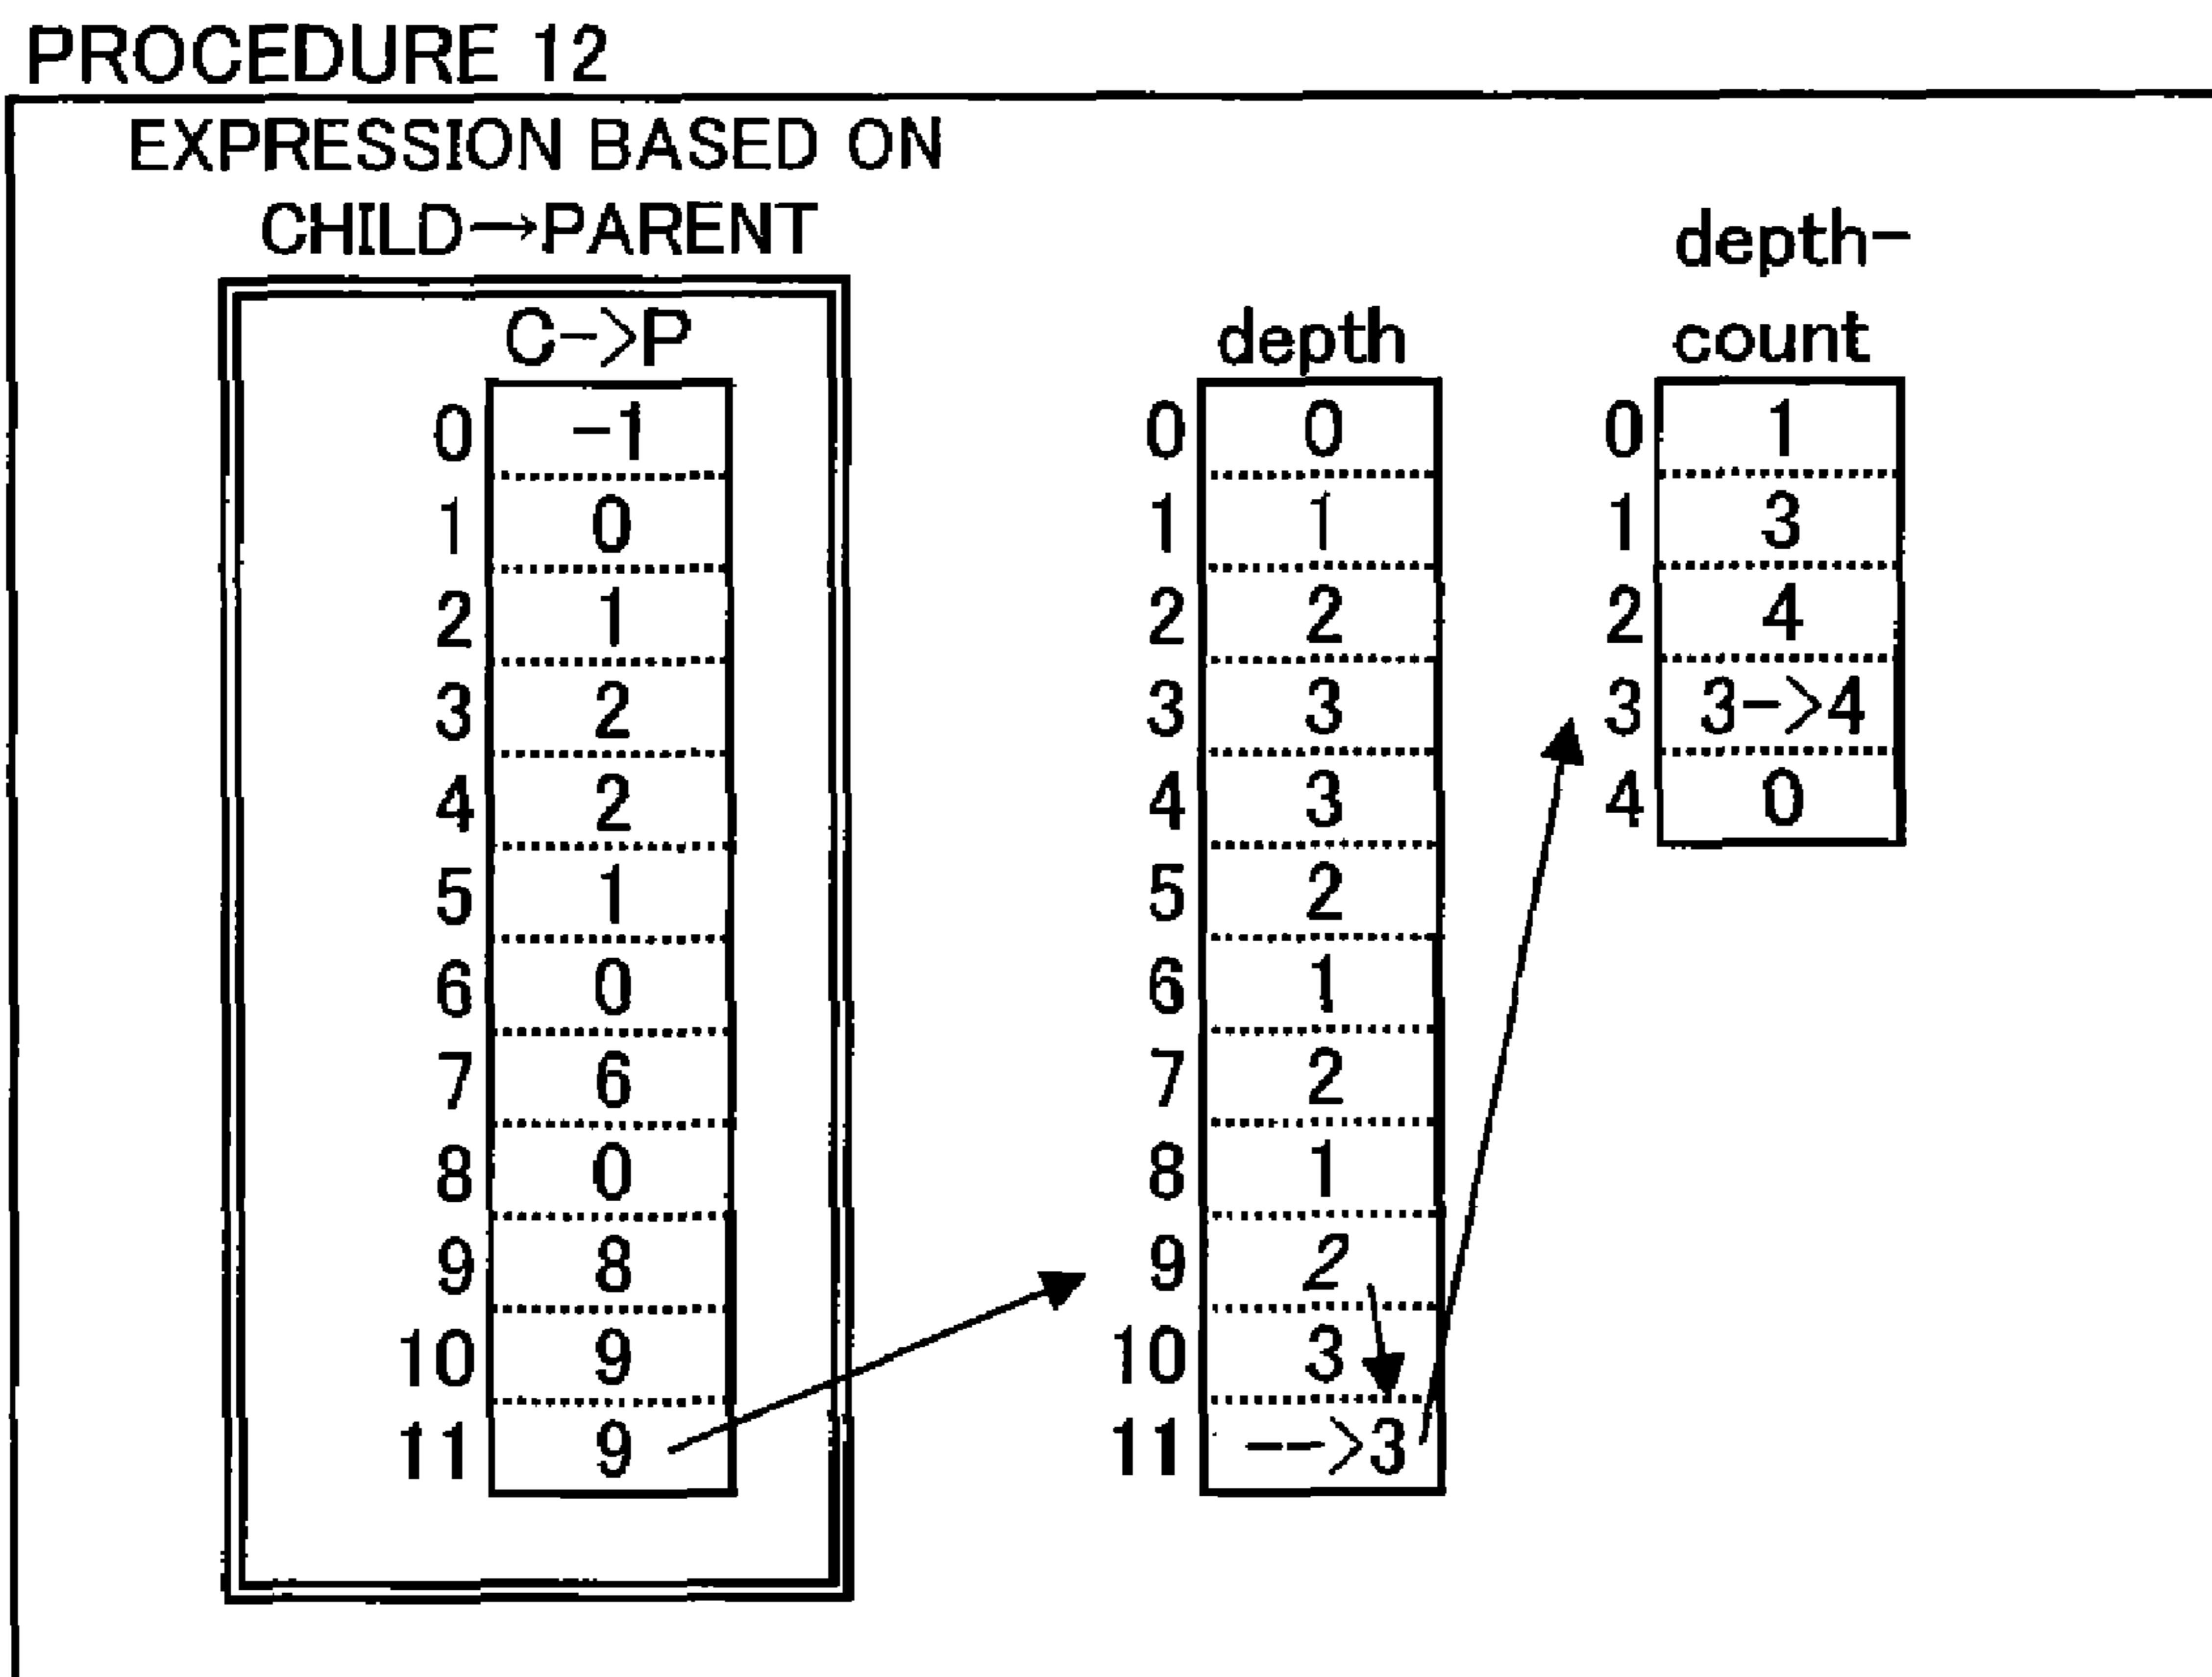 PROCEDURE 12
EXPRESSION BASED ON
CHILD→PARENT
depth-
C->P depth count
0 -1 0 0 0 1
1 0 1 1 1 3
2 1 2 2 2 4
3 2 3 3 3 3->4
4 2 4 3 4 0
5 1 5 2
6 0 6 1
7 6 7 2
8 0 8 1
9 8 9 2
10 9 10 3
11 9 11 -->3